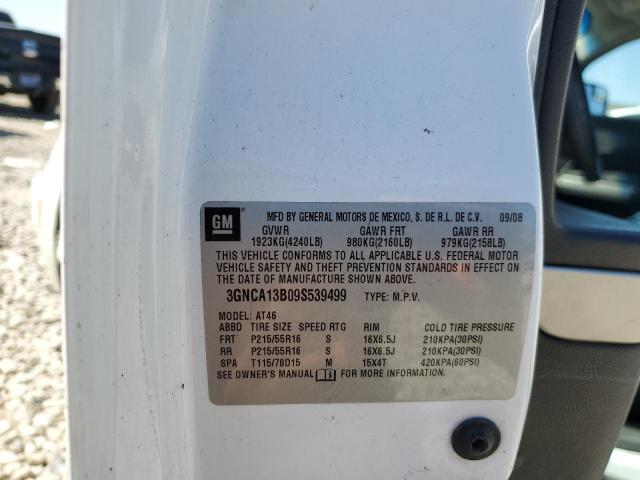 GM MFD BY GENERAL MOTORS DE MEXICO, S. DE R.L. DE C.V. 09/08
GVWR GAWR FRT GAWR RR
1923KG(4240LB) 980KG(2160LB) 979KG(2158LB)
THIS VEHICLE CONFORMS TO ALL APPLICABLE U.S. FEDERAL MOTOR
VEHICLE SAFETY AND THEFT PREVENTION STANDARDS IN EFFECT ON
THE DATE OF MANUFACTURE SHOWN ABOVE.
3GNCA13B09S539499 TYPE: M.P.V.
MODEL: AT46
ABBD TIRE SIZE SPEED RTG RIM COLD TIRE PRESSURE
FRT P215/55R16 S 16X6.5J 210KPA(30PSI)
RR P215/55R16 S 16X6.5J 210KPA(30PSI)
SPA T115/70D15 M 15X4T 420KPA(60PSI)
SEE OWNER'S MANUAL FOR MORE INFORMATION.